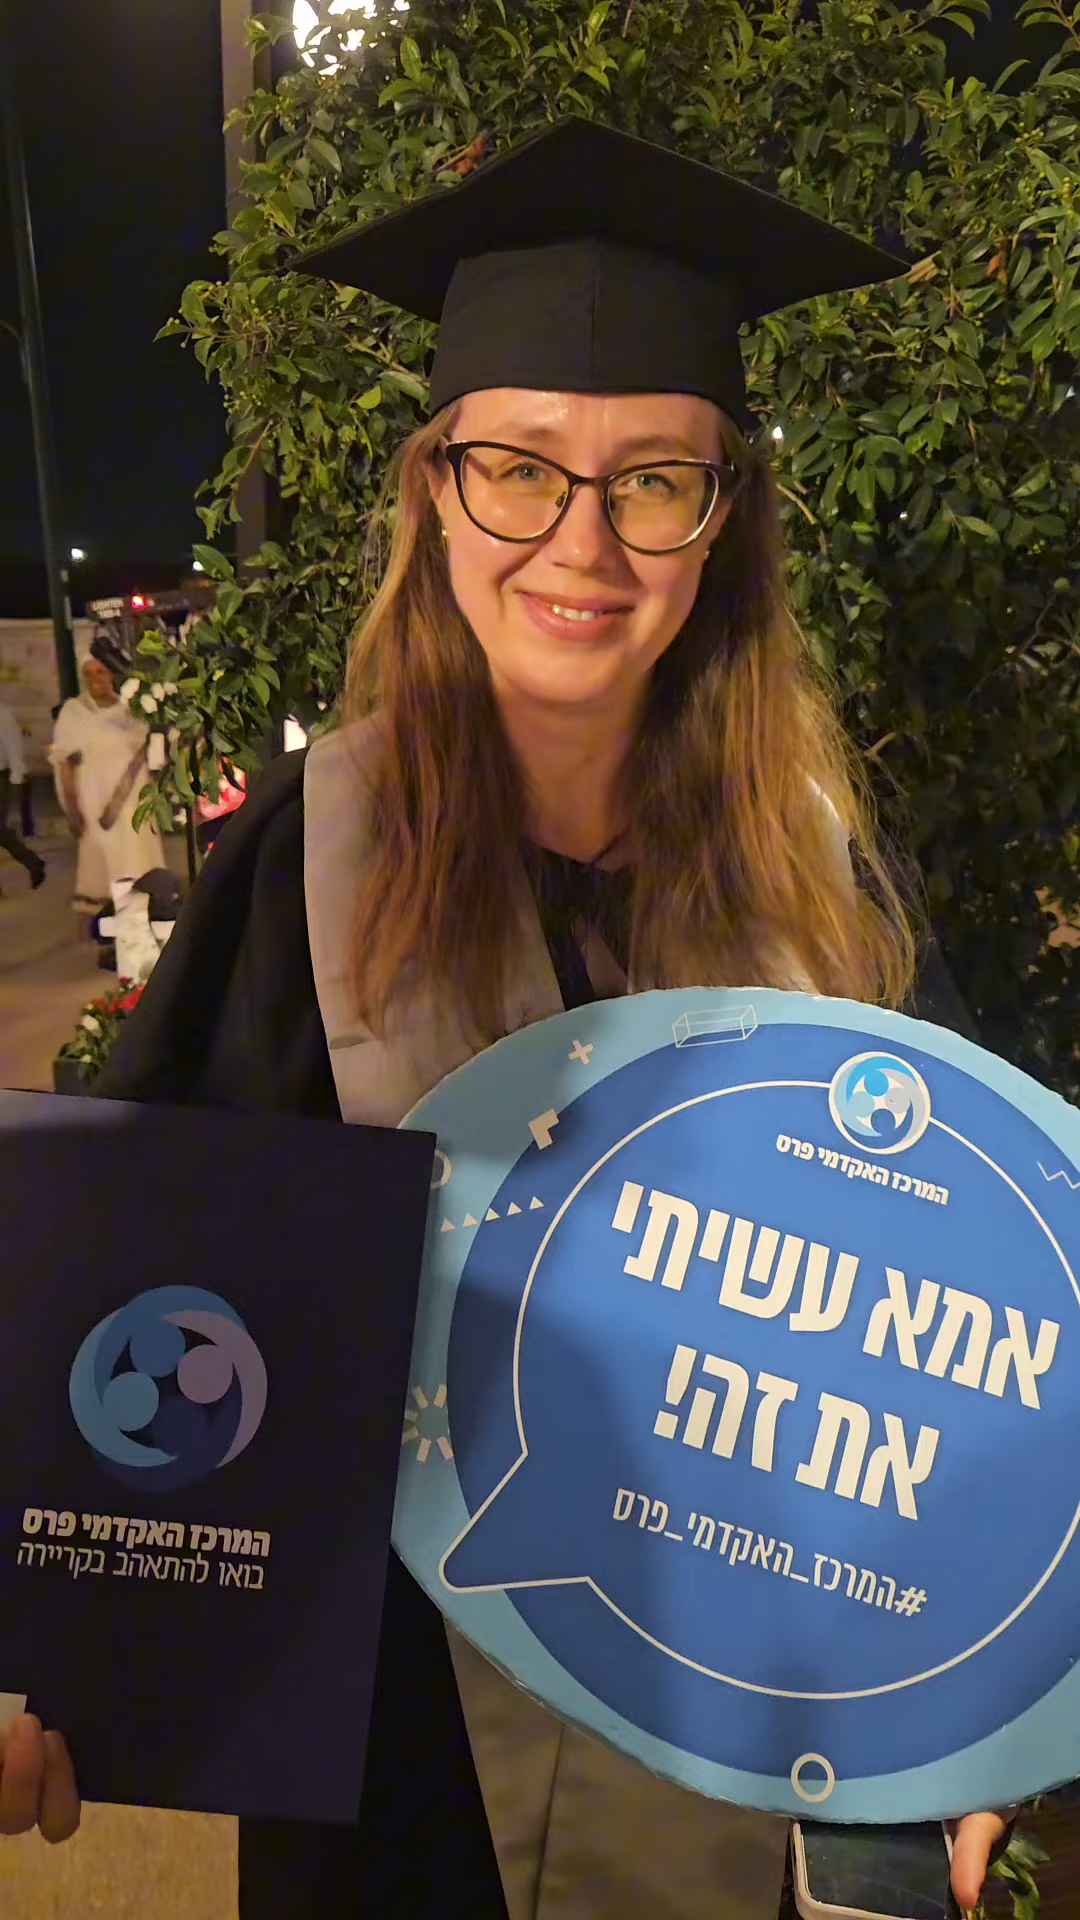 המרכז האקדמי פרס
אמא עשיתי
את זה!
#המרכז_האקדמי_פרס
המרכז האקדמי פרס
בואו להתאהב בקריירה